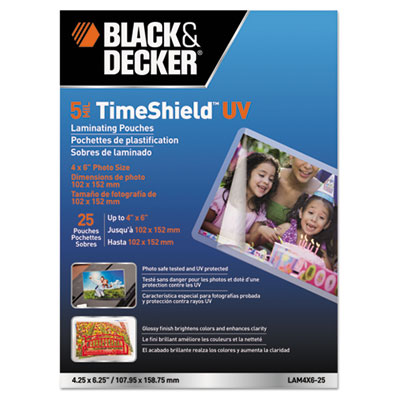 BLACK&
DECKER
5 MIL TimeShield™ UV
Laminating Pouches
Pochettes de plastification
Sobres de laminado
4 x 6" Photo Size
Dimensions de photo
102 x 152 mm
Tamaño de fotografía de
102 x 152 mm
25
Pouches
Pochettes
Sobres
Up to 4" x 6"
Jusqu'à 102 x 152 mm
Hasta 102 x 152 mm
Photo safe tested and UV protected
Testé sans danger pour les photos et doté d'une
protection contre les UV
Característica especial para fotografías probada
y protección contra rayos UV
Glossy finish brightens colors and enhances clarity
Le fini brillant améliore les couleurs et la netteté
El acabado brillante realza los colores y aumenta la claridad
4.25 x 6.25" / 107.95 x 158.75 mm
LAM4X6-25